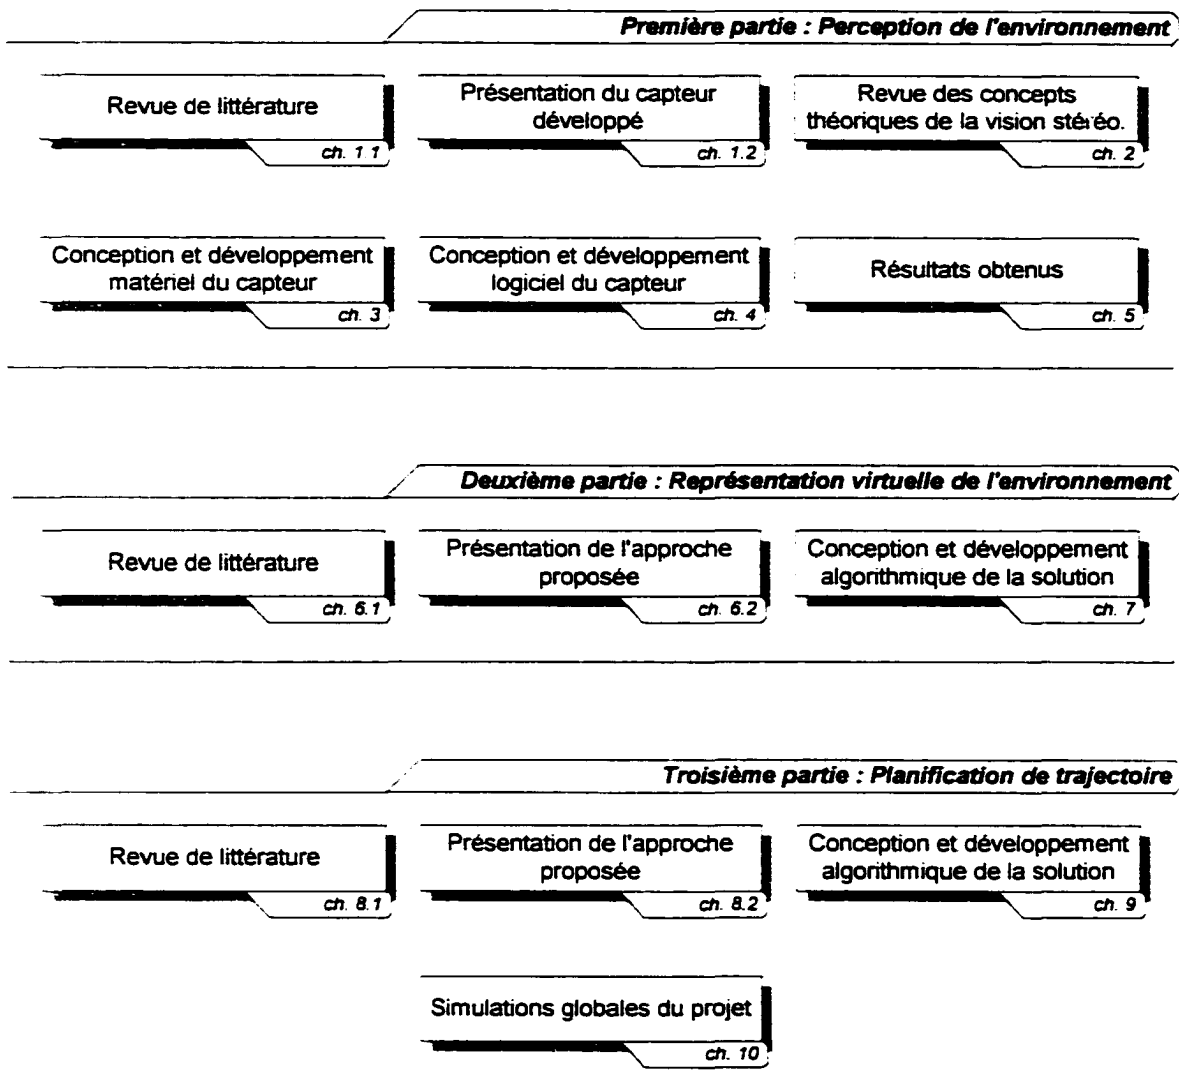 Première partie : Perception de l'environnement
Revue de littérature
ch. 1.1
Présentation du capteur
développé
ch. 1.2
Revue des concepts
théoriques de la vision stéréo.
ch. 2
Conception et développement
matériel du capteur
ch. 3
Conception et développement
logiciel du capteur
ch. 4
Résultats obtenus
ch. 5
Deuxième partie : Représentation virtuelle de l'environnement
Revue de littérature
ch. 6.1
Présentation de l'approche
proposée
ch. 6.2
Conception et développement
algorithmique de la solution
ch. 7
Troisième partie : Planification de trajectoire
Revue de littérature
ch. 8.1
Présentation de l'approche
proposée
ch. 8.2
Conception et développement
algorithmique de la solution
ch. 9
Simulations globales du projet
ch. 10